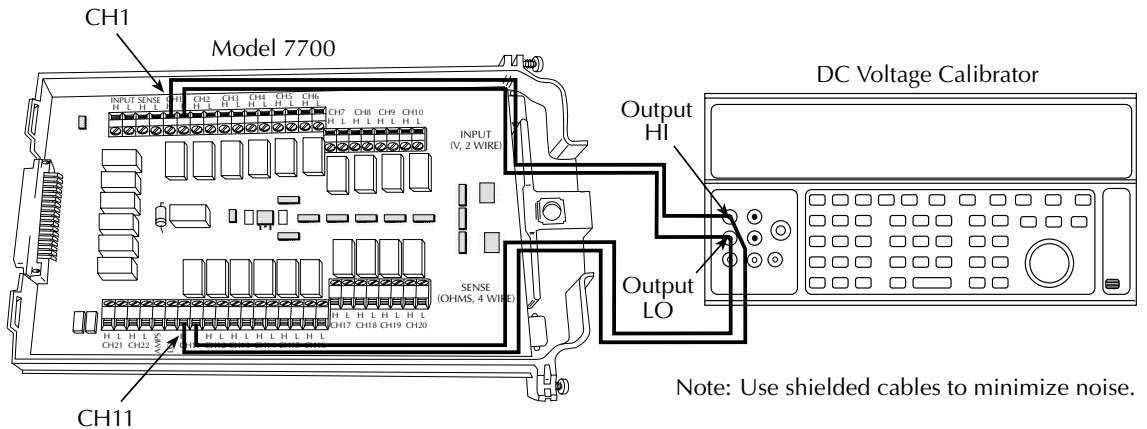 CH1
Model 7700
DC Voltage Calibrator
INPUT SENSE CH1 CH2 CH3 CH4 CH5 CH6
H L H L H L H L H L H L H L H L
CH7 CH8 CH9 CH10
H L H L H L H L
INPUT
(V, 2 WIRE)
Output
HI
Output
LO
SENSE
(OHMS, 4 WIRE)
H L H L H L H L
CH17 CH18 CH19 CH20
H L H L
CH21 CH22 AMPS
CH11
Note: Use shielded cables to minimize noise.